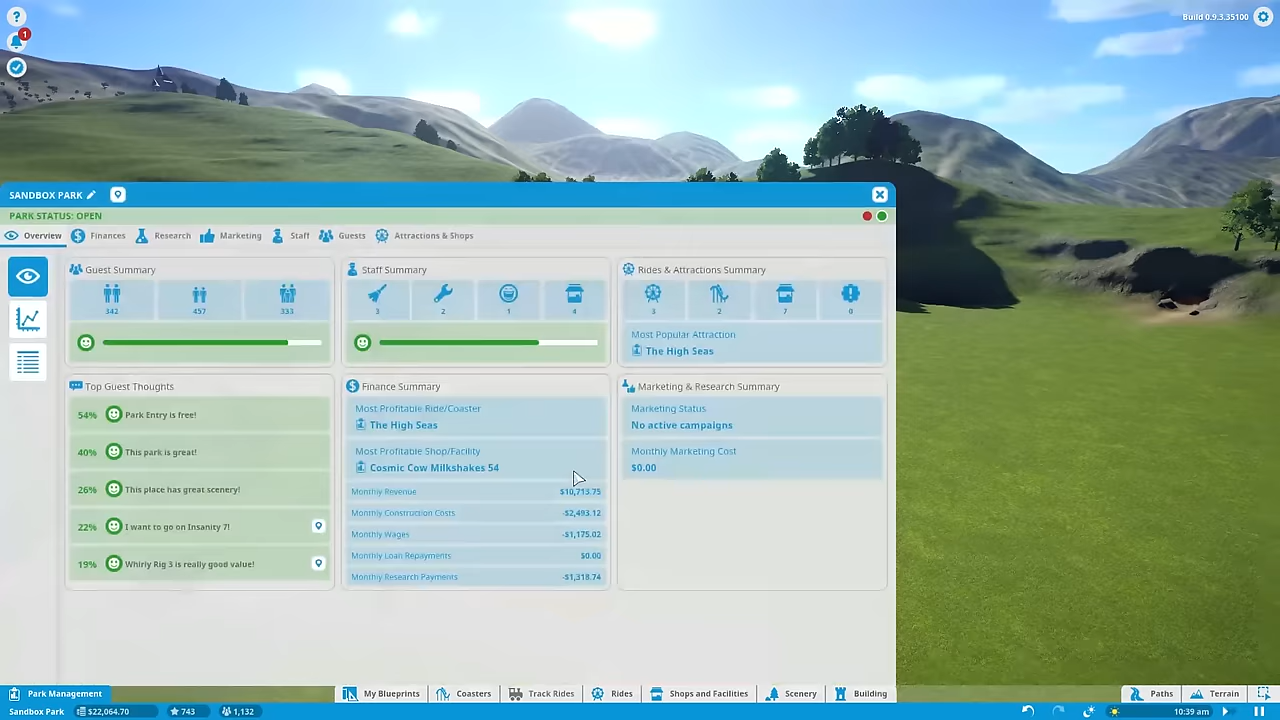 ?
Build 0.9.3.35100
1
SANDBOX PARK
PARK STATUS: OPEN
Overview
Finances
Research
Marketing
Staff
Guests
Attractions & Shops
Guest Summary
342
457
333
Staff Summary
3
2
1
4
Rides & Attractions Summary
3
2
7
0
Most Popular Attraction
The High Seas
Top Guest Thoughts
54% Park Entry is free!
40% This park is great!
26% This place has great scenery!
22% I want to go on Insanity 7!
19% Whirly Rig 3 is really good value!
Finance Summary
Most Profitable Ride/Coaster
The High Seas
Most Profitable Shop/Facility
Cosmic Cow Milkshakes 54
Monthly Revenue $10,713.75
Monthly Construction Costs -$2,493.12
Monthly Wages -$1,175.02
Monthly Loan Repayments $0.00
Monthly Research Payments -$1,318.74
Marketing & Research Summary
Marketing Status
No active campaigns
Monthly Marketing Cost
$0.00
Park Management
My Blueprints
Coasters
Track Rides
Rides
Shops and Facilities
Scenery
Building
Paths
Terrain
Sandbox Park
$22,064.70
743
1,132
10:39 am